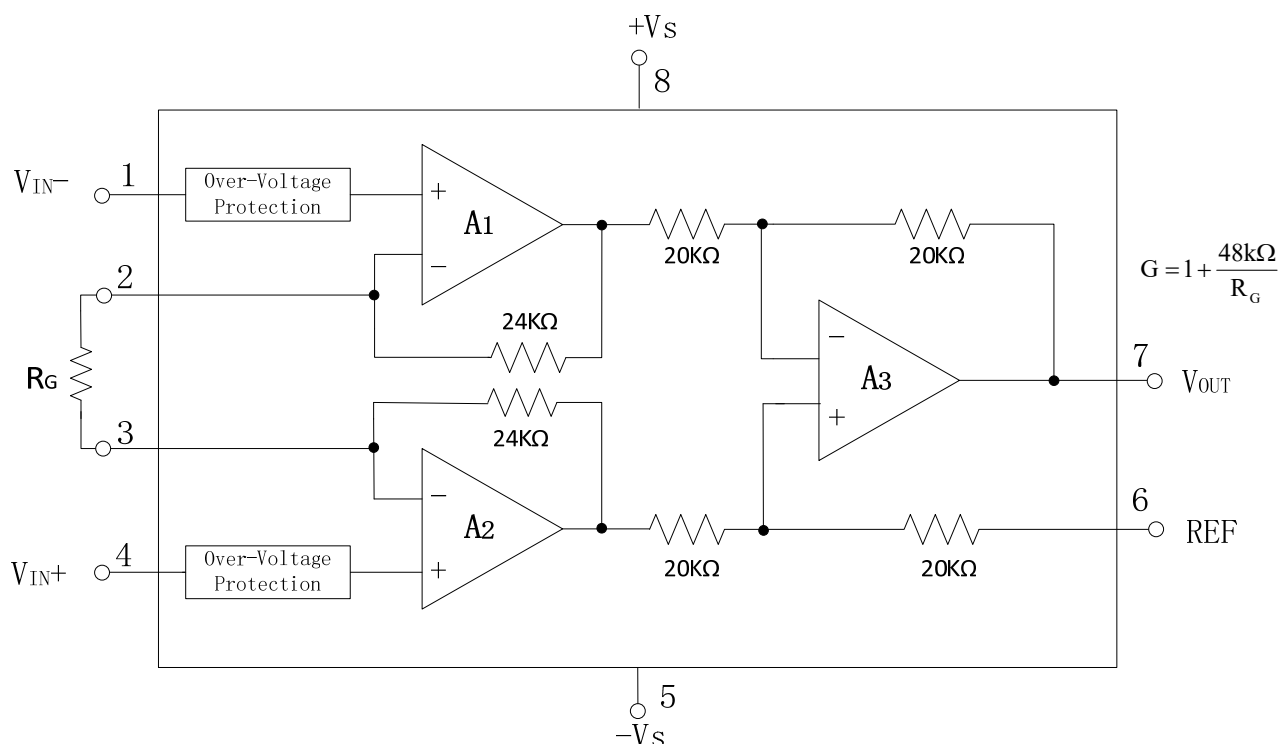 +VS
8
VIN−
1
Over-Voltage
Protection
+
A1
−
20KΩ
20KΩ
G = 1 + 48kΩ / RG
2
24KΩ
RG
−
A3
+
7
VOUT
24KΩ
3
−
A2
+
20KΩ
20KΩ
6
REF
VIN+
4
Over-Voltage
Protection
5
−VS